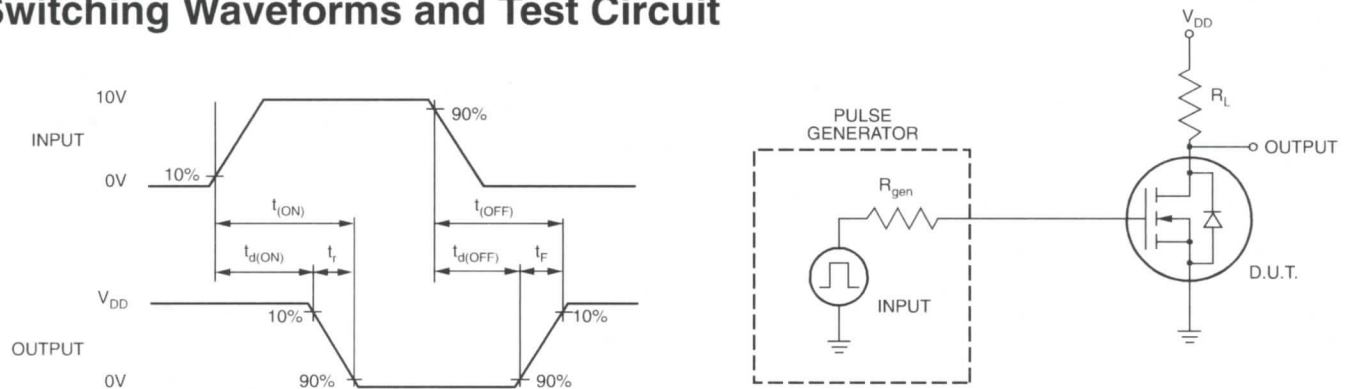 Switching Waveforms and Test Circuit
10V
INPUT
0V
10%
90%
t(ON)
t(OFF)
td(ON)
tr
td(OFF)
tF
VDD
OUTPUT
0V
10%
90%
10%
90%
PULSE
GENERATOR
Rgen
INPUT
VDD
RL
OUTPUT
D.U.T.